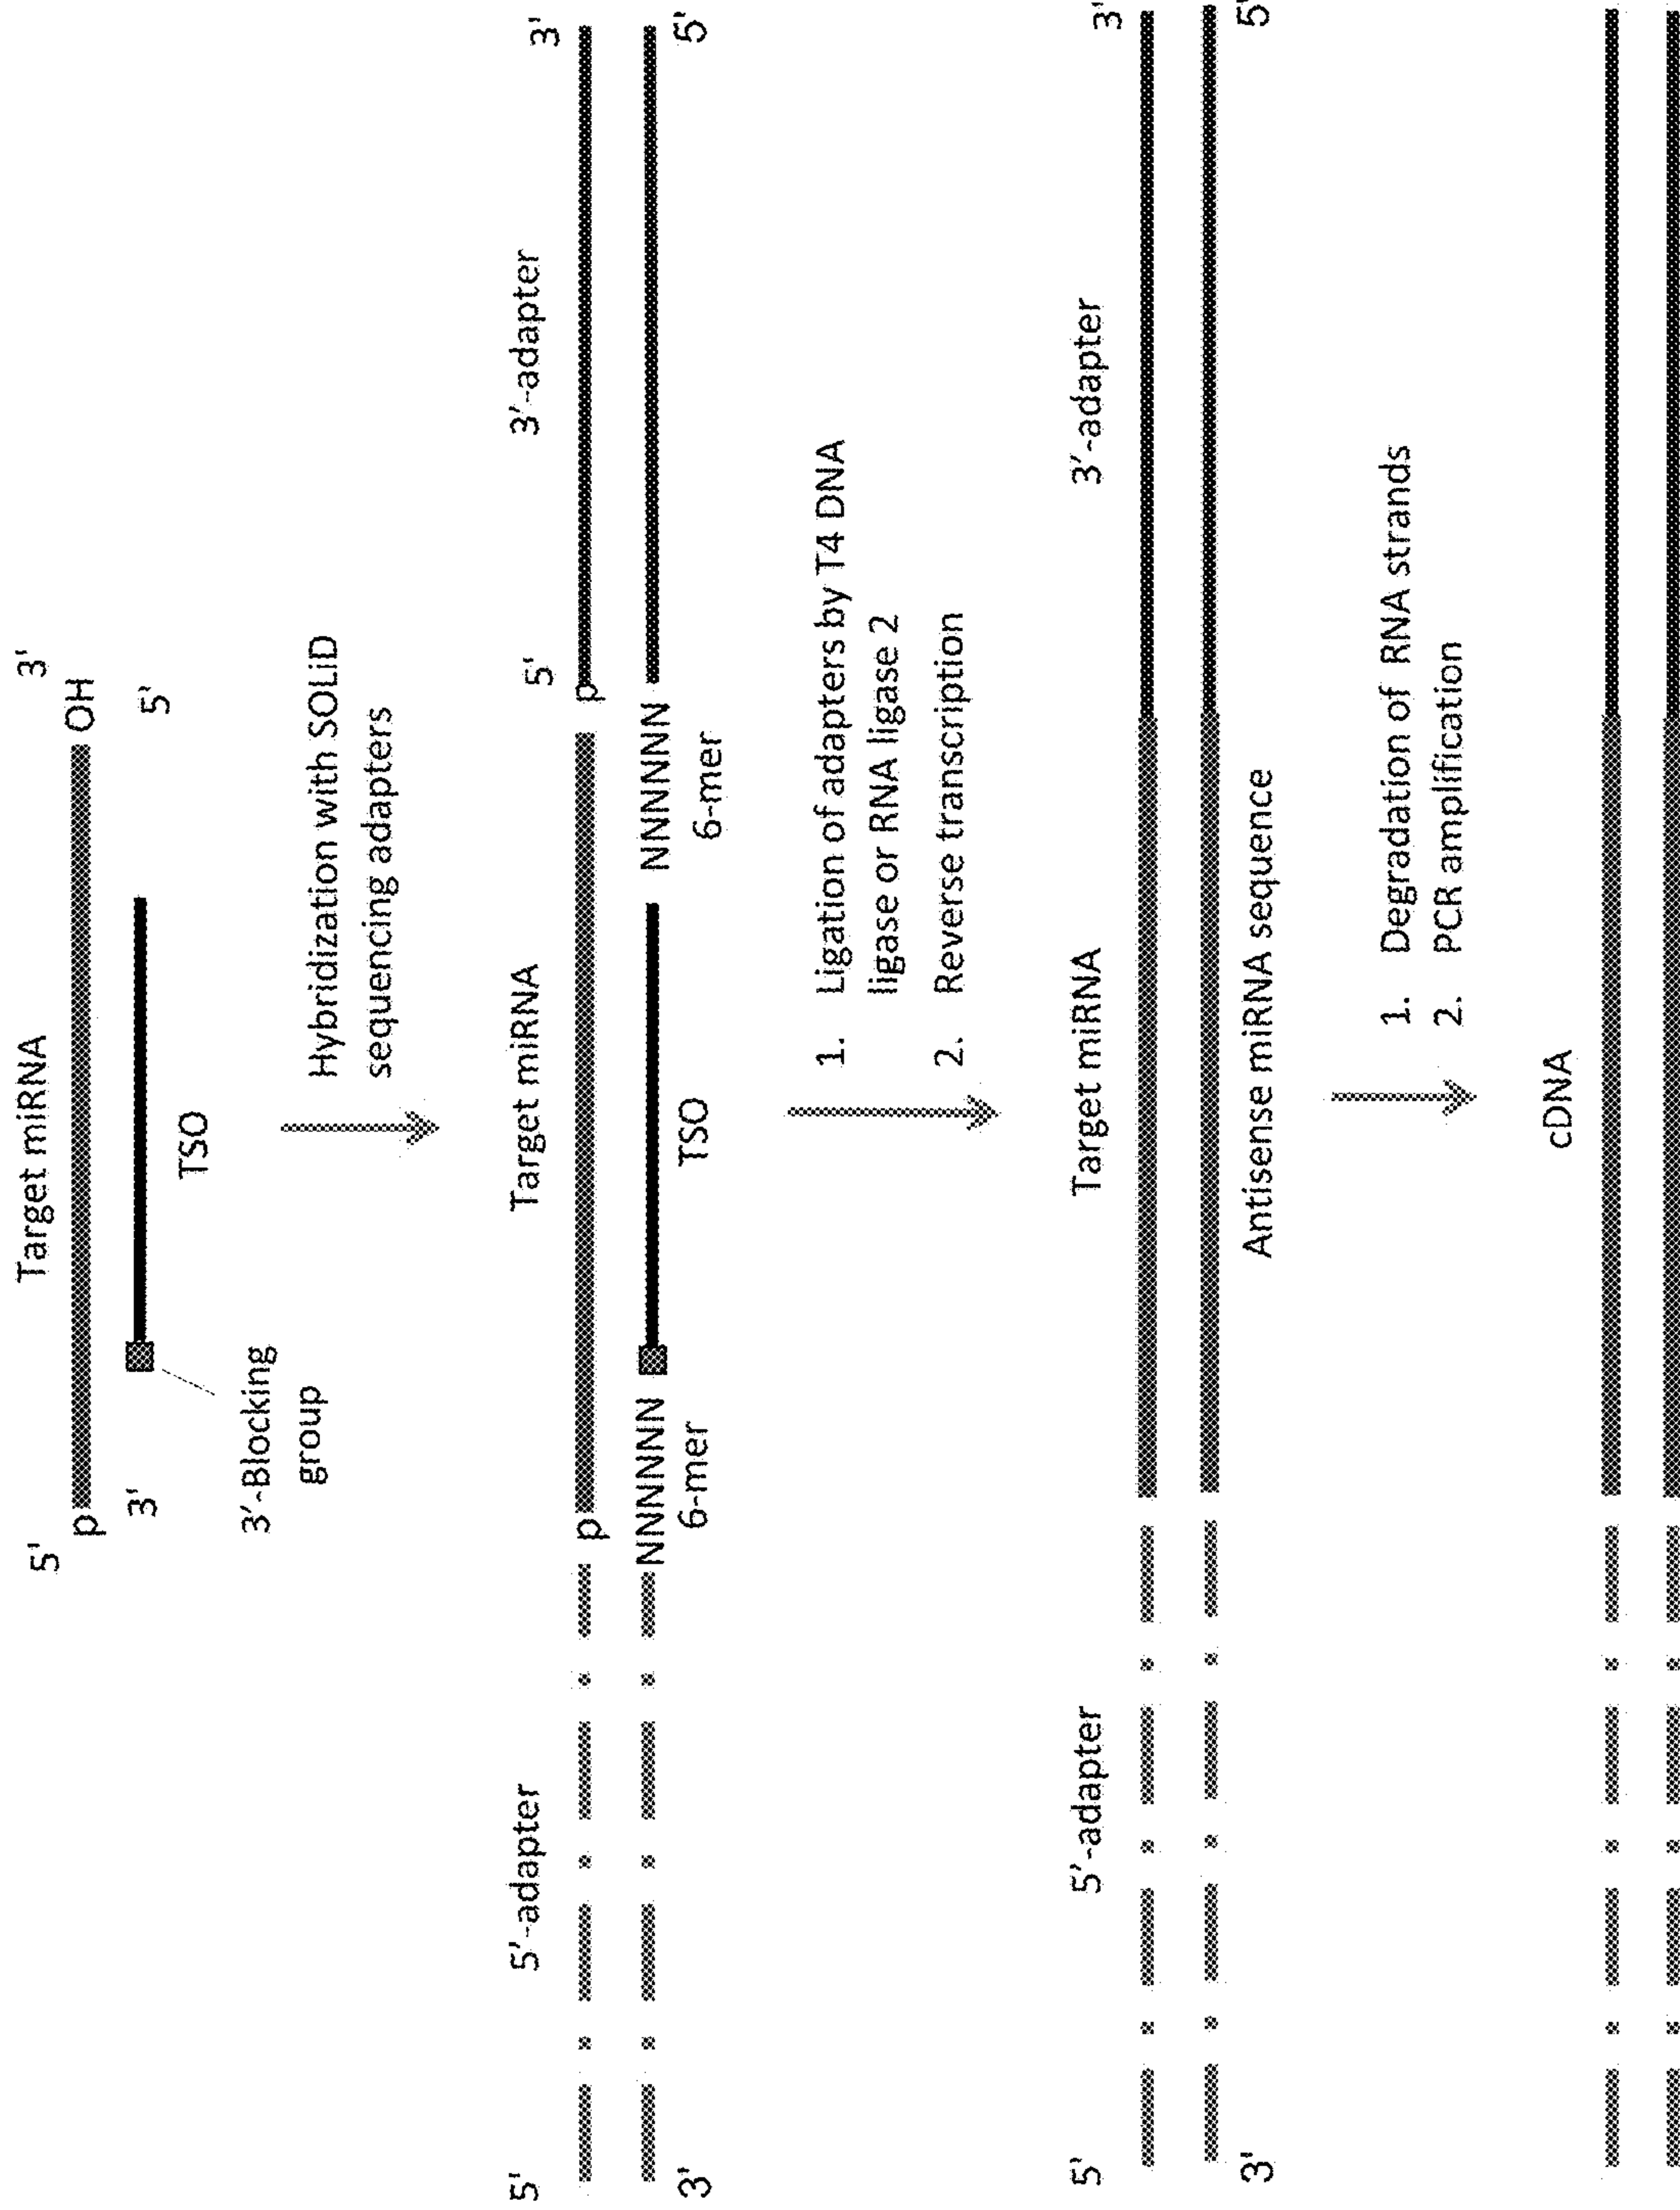 Target miRNA
5' 3'
p OH
3' 5'
TSO
3'-Blocking
group
Hybridization with SOLiD
sequencing adapters
5'-adapter Target miRNA 3'-adapter
5' 5' 3'
p p
NNNNNN NNNNNN
3' 6-mer TSO 6-mer 5'
1. Ligation of adapters by T4 DNA
ligase or RNA ligase 2
2. Reverse transcription
5' 5'-adapter Target miRNA 3'-adapter 3'
3' Antisense miRNA sequence 5'
1. Degradation of RNA strands
2. PCR amplification
cDNA